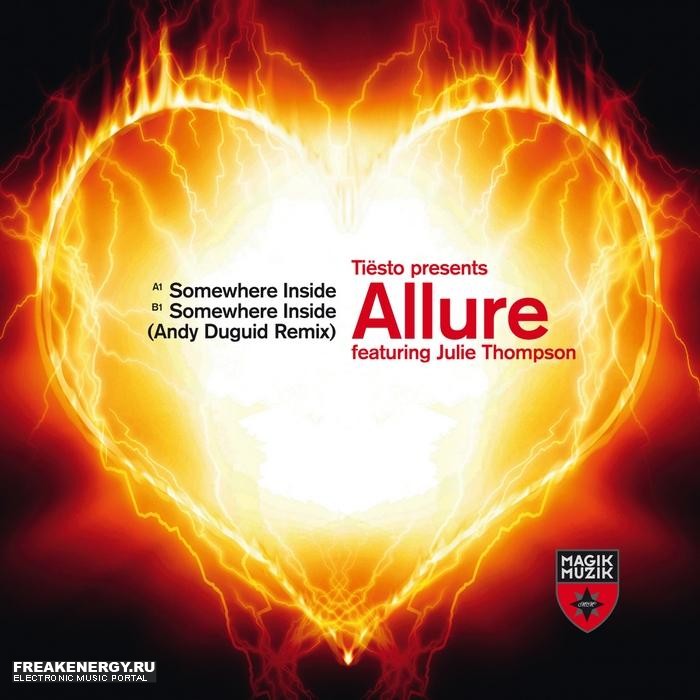 A1 Somewhere Inside
B1 Somewhere Inside
(Andy Duguid Remix)
Tiësto presents
Allure
featuring Julie Thompson
MAGIK
MUZIK
FREAKENERGY.RU
ELECTRONIC MUSIC PORTAL